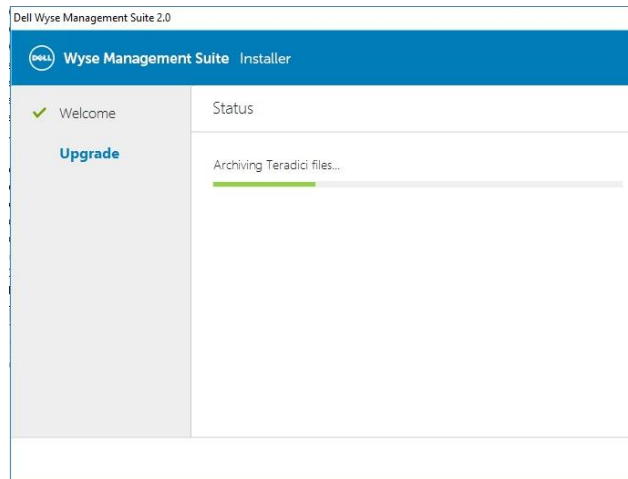 Dell Wyse Management Suite 2.0
DELL Wyse Management Suite Installer
Welcome
Status
Upgrade
Archiving Teradici files...